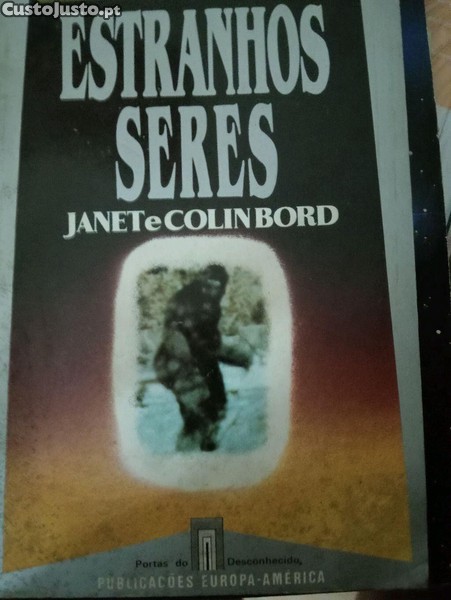 CustoJusto.pt
ESTRANHOS
SERES
JANET e COLIN BORD
Portas do Desconhecido,
PUBLICAÇÕES EUROPA-AMÉRICA